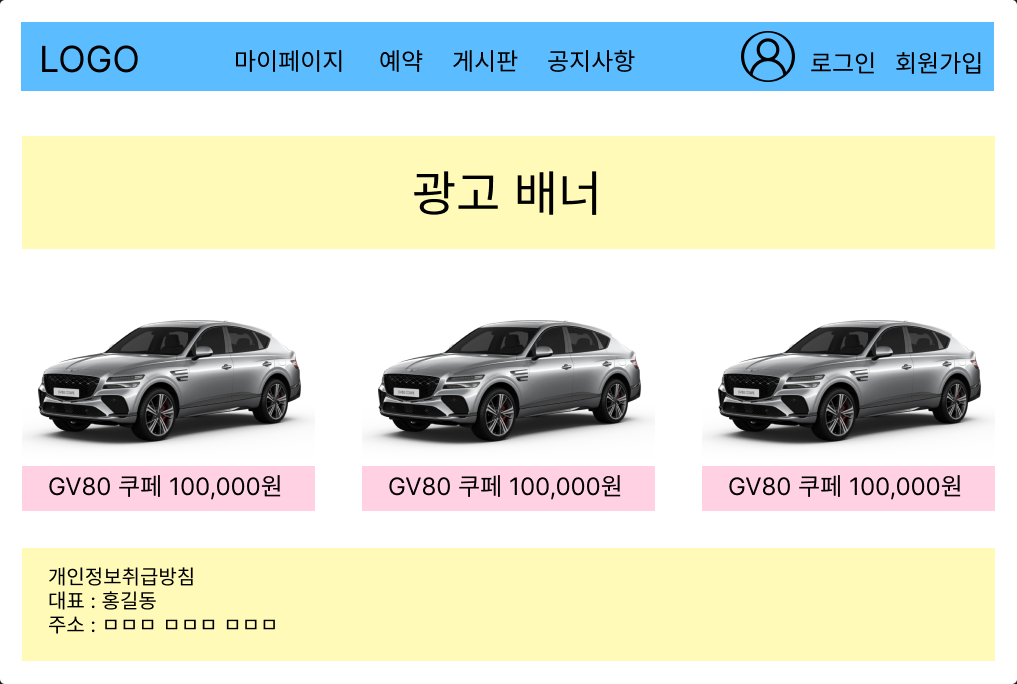 LOGO 마이페이지 예약 게시판 공지사항 로그인 회원가입
광고 배너
GV80 쿠페 100,000원 GV80 쿠페 100,000원 GV80 쿠페 100,000원
개인정보취급방침
대표 : 홍길동
주소 : ㅁㅁㅁ ㅁㅁㅁ ㅁㅁㅁ